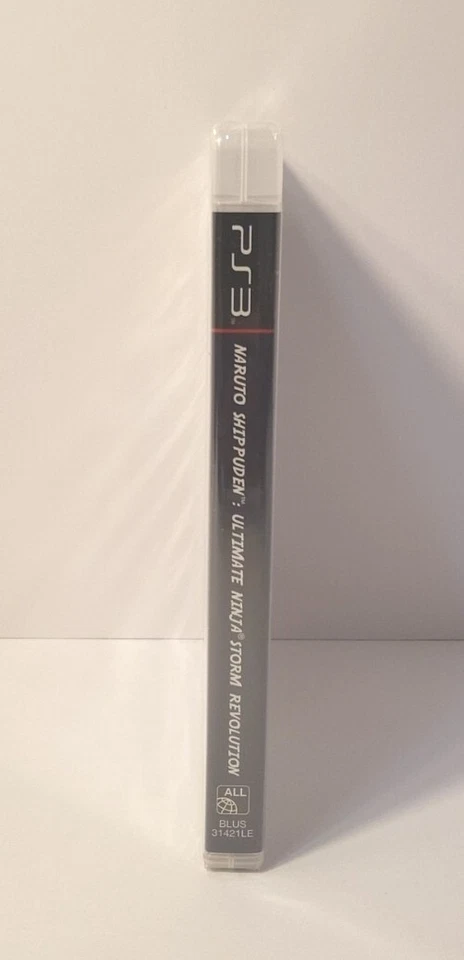 PS3
NARUTO SHIPPUDEN™: ULTIMATE NINJA® STORM REVOLUTION
ALL
BLUS
31421LE